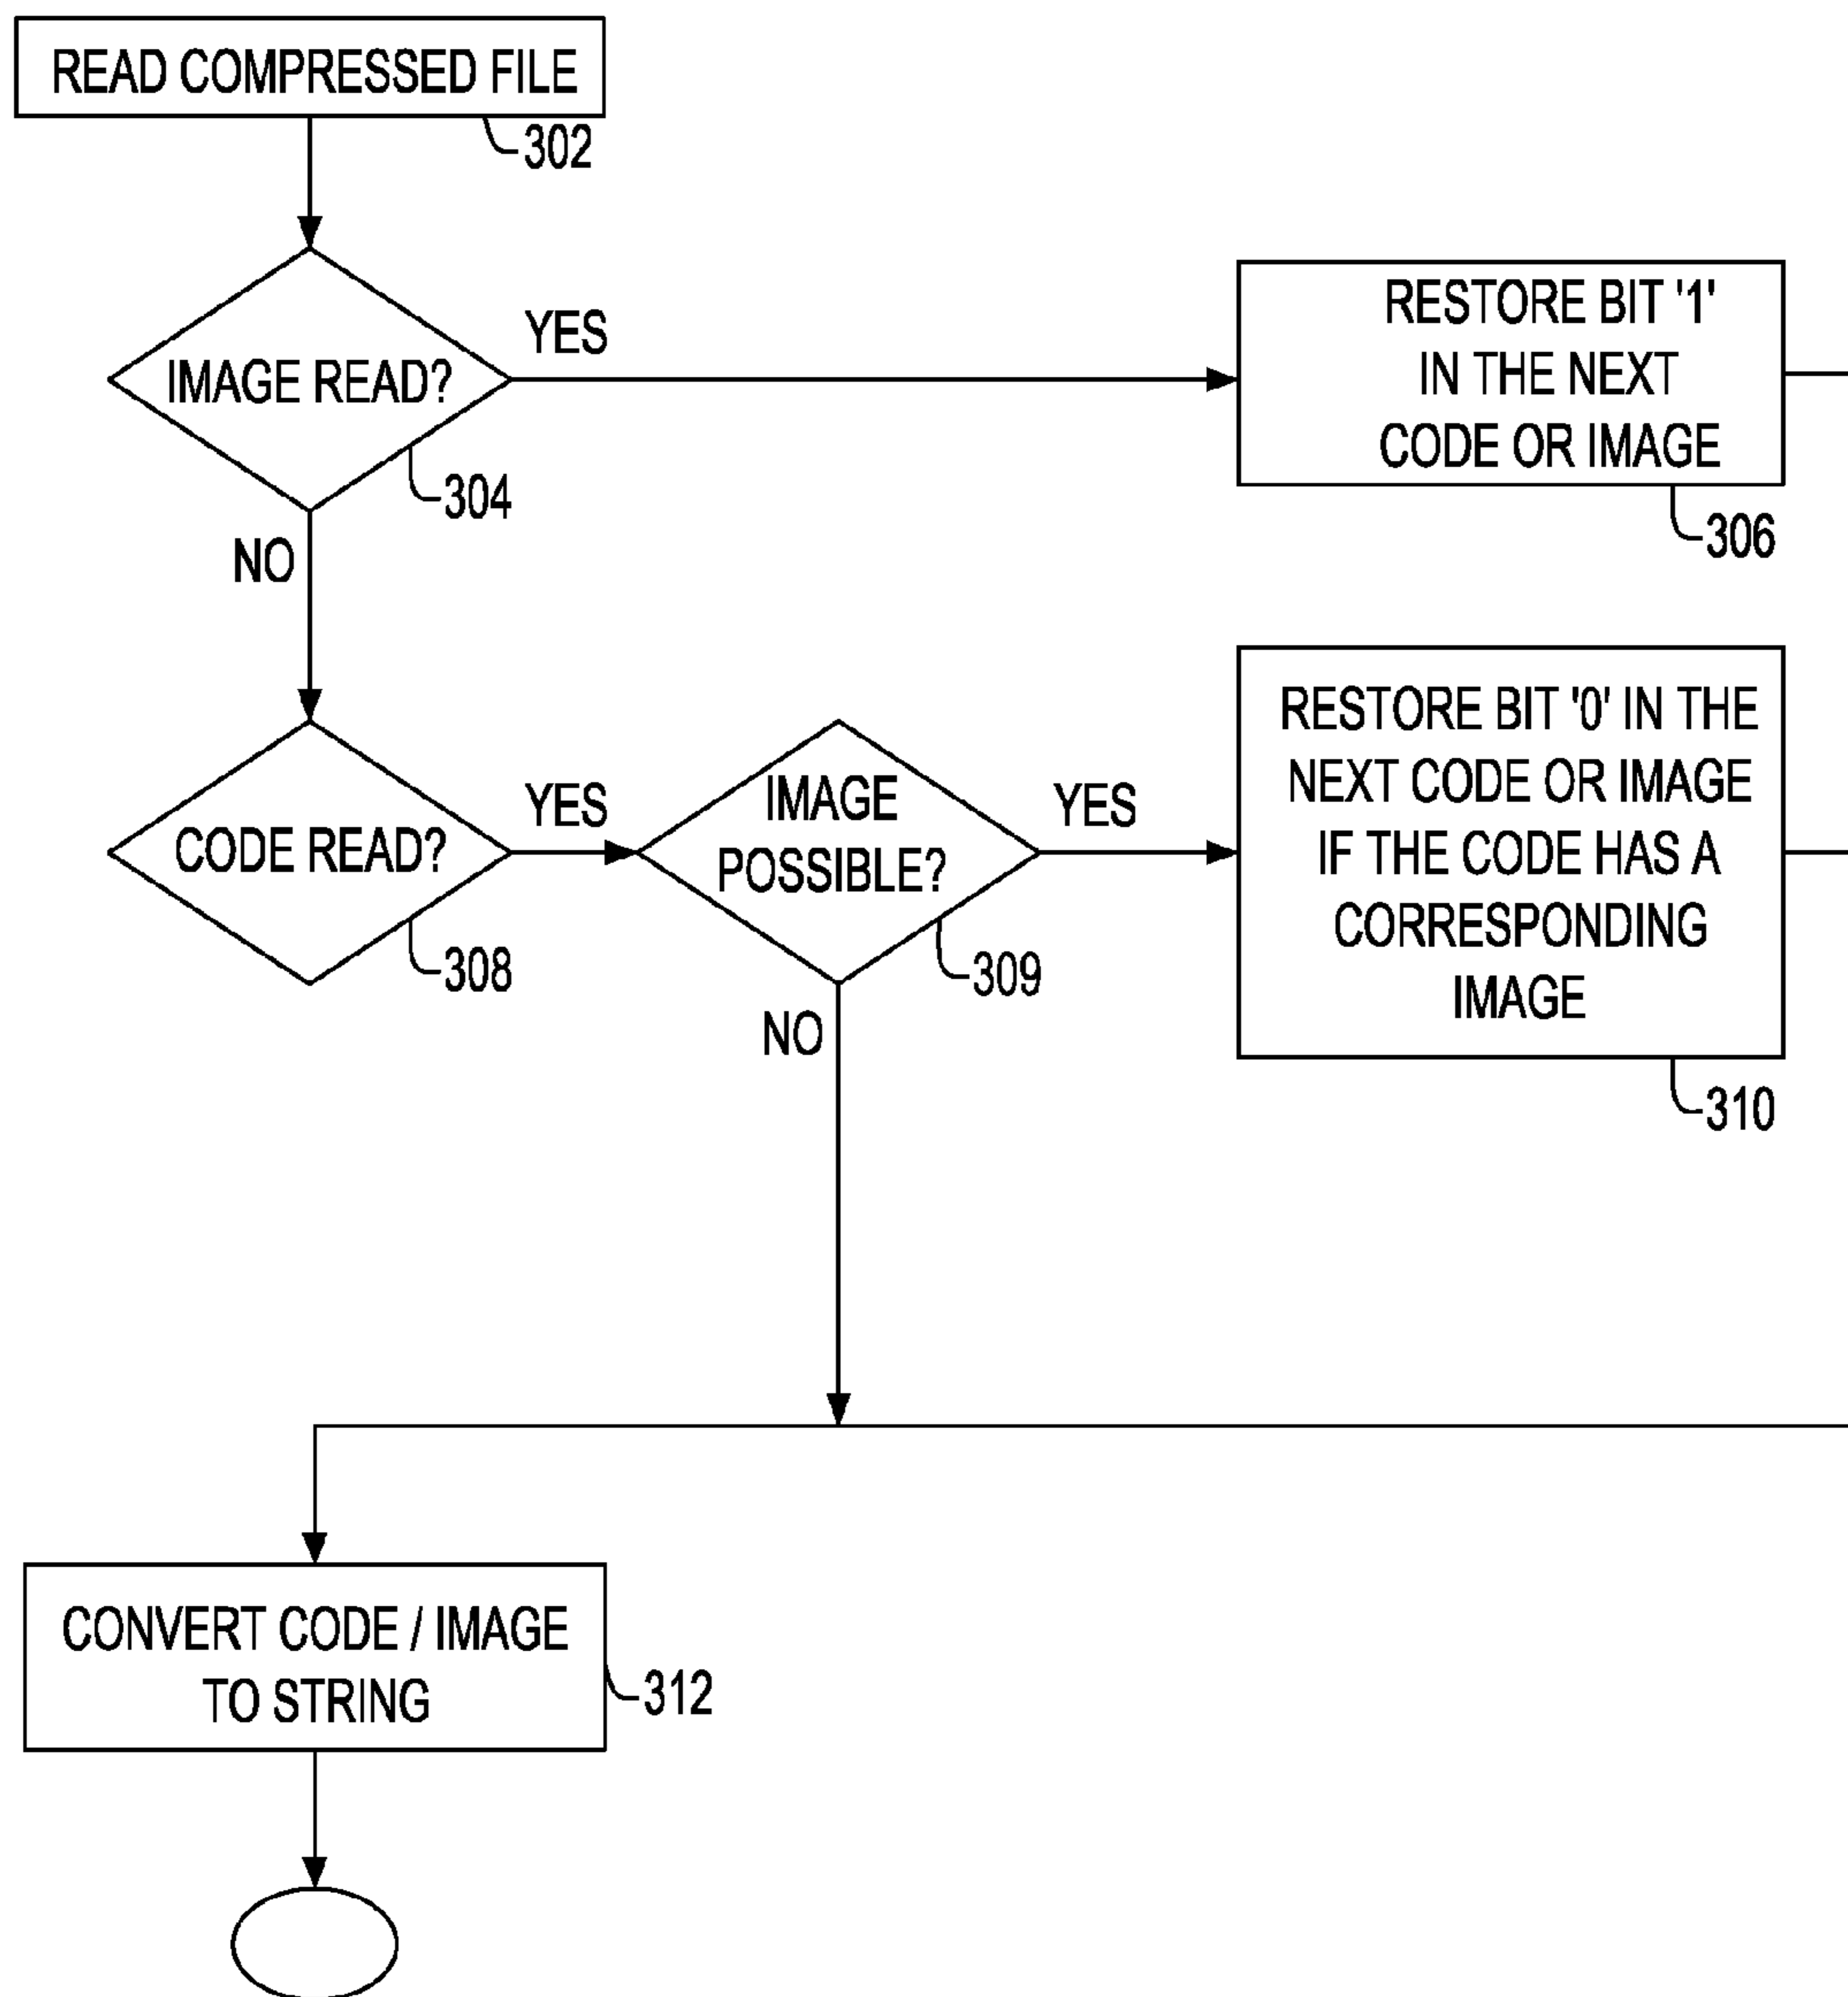 READ COMPRESSED FILE
302
IMAGE READ?
YES
304
NO
RESTORE BIT '1'
IN THE NEXT
CODE OR IMAGE
306
CODE READ?
YES
308
IMAGE
POSSIBLE?
YES
309
NO
RESTORE BIT '0' IN THE
NEXT CODE OR IMAGE
IF THE CODE HAS A
CORRESPONDING
IMAGE
310
CONVERT CODE / IMAGE
TO STRING
312